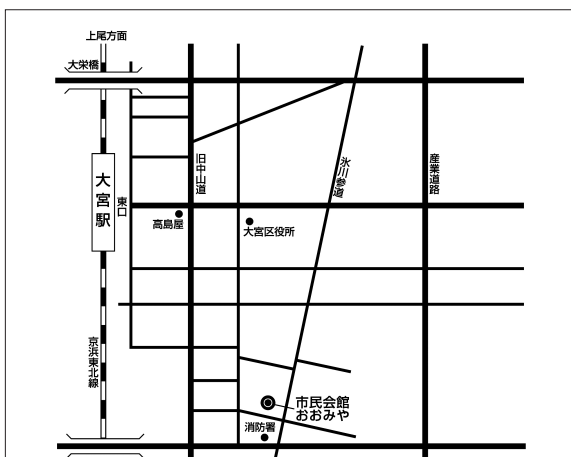 上尾方面
大栄橋
大宮駅
東口
旧中山道
氷川参道
産業道路
高島屋
大宮区役所
京浜東北線
市民会館
おおみや
消防署